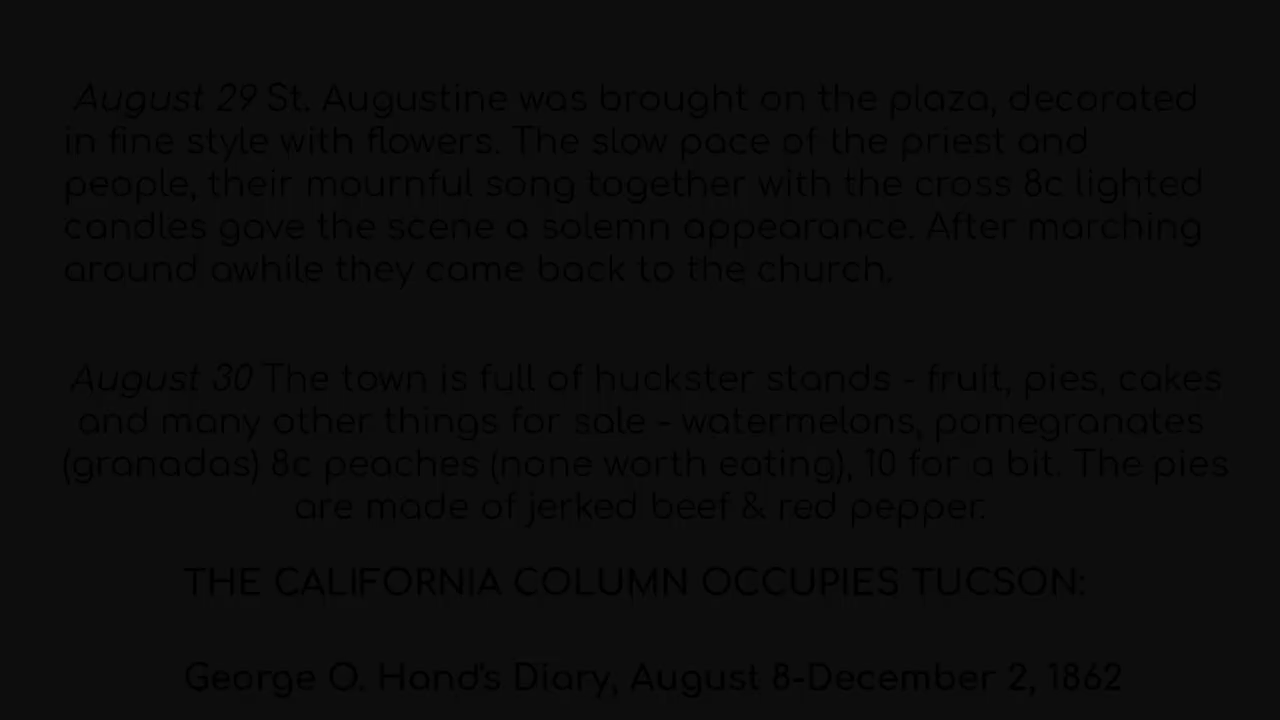 August 29 St. Augustine was brought on the plaza, decorated
in fine style with flowers. The slow pace of the priest and
people, their mournful song together with the cross 8c lighted
candles gave the scene a solemn appearance. After marching
around awhile they came back to the church.
August 30 The town is full of huckster stands - fruit, pies, cakes
and many other things for sale - watermelons, pomegranates
(granadas) 8c peaches (none worth eating), 10 for a bit. The pies
are made of jerked beef & red pepper.
THE CALIFORNIA COLUMN OCCUPIES TUCSON:
George O. Hand's Diary, August 8-December 2, 1862